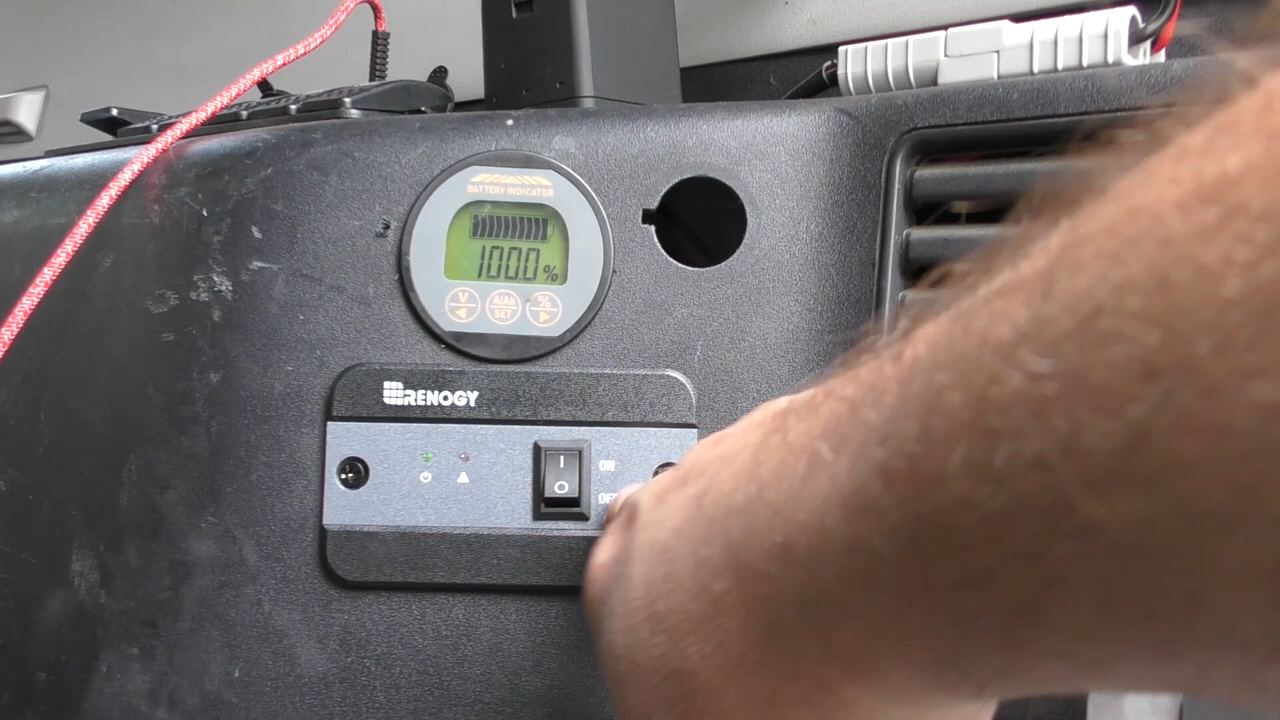 BATTERY INDICATOR
100.0%
V A/Ah %
SET
RENOGY
I ON
O OFF